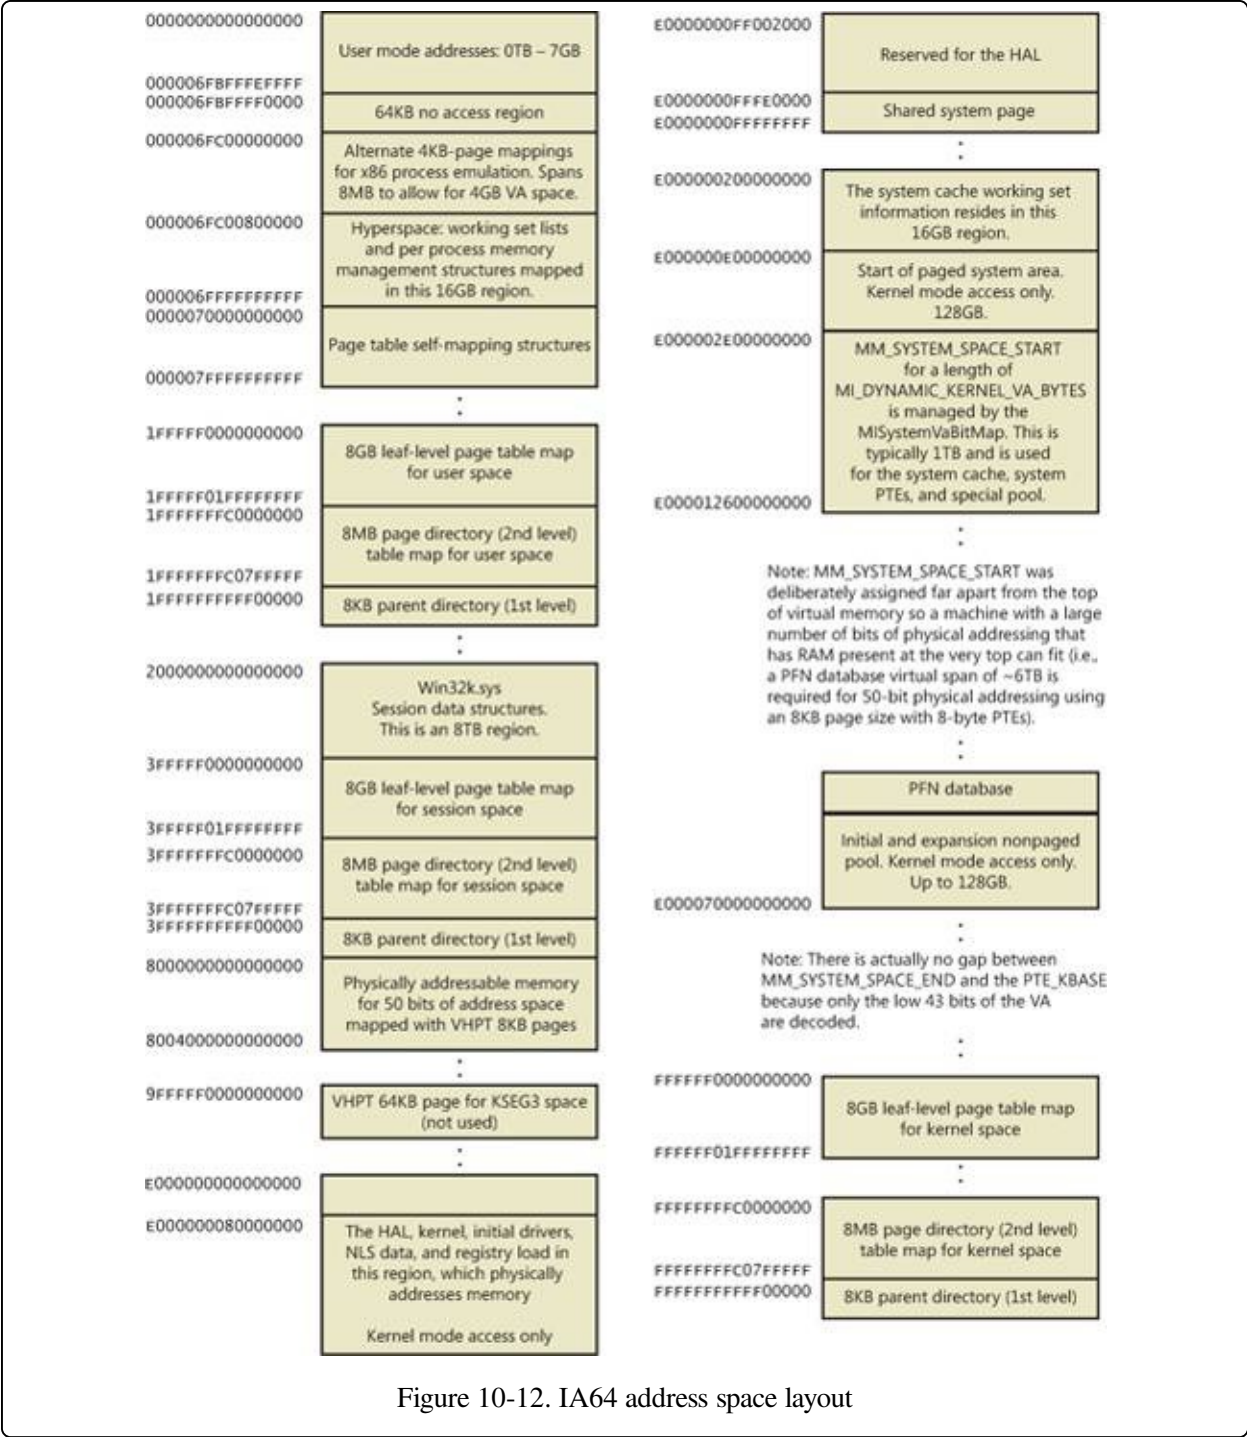 0000000000000000
User mode addresses: 0TB – 7GB
000006FBFFFEFFFF
000006FBFFFF0000
64KB no access region
000006FC00000000
Alternate 4KB-page mappings
for x86 process emulation. Spans
8MB to allow for 4GB VA space.
000006FC00800000
Hyperspace: working set lists
and per process memory
management structures mapped
in this 16GB region.
000006FFFFFFFFFF
0000070000000000
Page table self-mapping structures
000007FFFFFFFFFF
1FFFFF0000000000
8GB leaf-level page table map
for user space
1FFFFF01FFFFFFFF
1FFFFFFFC0000000
8MB page directory (2nd level)
table map for user space
1FFFFFFFC07FFFFF
1FFFFFFFFFF00000
8KB parent directory (1st level)
2000000000000000
Win32k.sys
Session data structures.
This is an 8TB region.
3FFFFF0000000000
8GB leaf-level page table map
for session space
3FFFFF01FFFFFFFF
3FFFFFFFC0000000
8MB page directory (2nd level)
table map for session space
3FFFFFFFC07FFFFF
3FFFFFFFFFF00000
8KB parent directory (1st level)
8000000000000000
Physically addressable memory
for 50 bits of address space
mapped with VHPT 8KB pages
8004000000000000
9FFFFF0000000000
VHPT 64KB page for KSEG3 space
(not used)
E000000000000000
E000000080000000
The HAL, kernel, initial drivers,
NLS data, and registry load in
this region, which physically
addresses memory
Kernel mode access only
E0000000FF002000
Reserved for the HAL
E0000000FFFE0000
Shared system page
E0000000FFFFFFFF
E000000200000000
The system cache working set
information resides in this
16GB region.
E000000E00000000
Start of paged system area.
Kernel mode access only.
128GB.
E000002E00000000
MM_SYSTEM_SPACE_START
for a length of
MI_DYNAMIC_KERNEL_VA_BYTES
is managed by the
MISystemVaBitMap. This is
typically 1TB and is used
for the system cache, system
PTEs, and special pool.
E000012600000000
Note: MM_SYSTEM_SPACE_START was
deliberately assigned far apart from the top
of virtual memory so a machine with a large
number of bits of physical addressing that
has RAM present at the very top can fit (i.e.,
a PFN database virtual span of ~6TB is
required for 50-bit physical addressing using
an 8KB page size with 8-byte PTEs).
PFN database
Initial and expansion nonpaged
pool. Kernel mode access only.
Up to 128GB.
E000070000000000
Note: There is actually no gap between
MM_SYSTEM_SPACE_END and the PTE_KBASE
because only the low 43 bits of the VA
are decoded.
FFFFFF0000000000
8GB leaf-level page table map
for kernel space
FFFFFF01FFFFFFFF
FFFFFFFFC0000000
8MB page directory (2nd level)
table map for kernel space
FFFFFFFFC07FFFFF
FFFFFFFFFFF00000
8KB parent directory (1st level)
Figure 10-12. IA64 address space layout